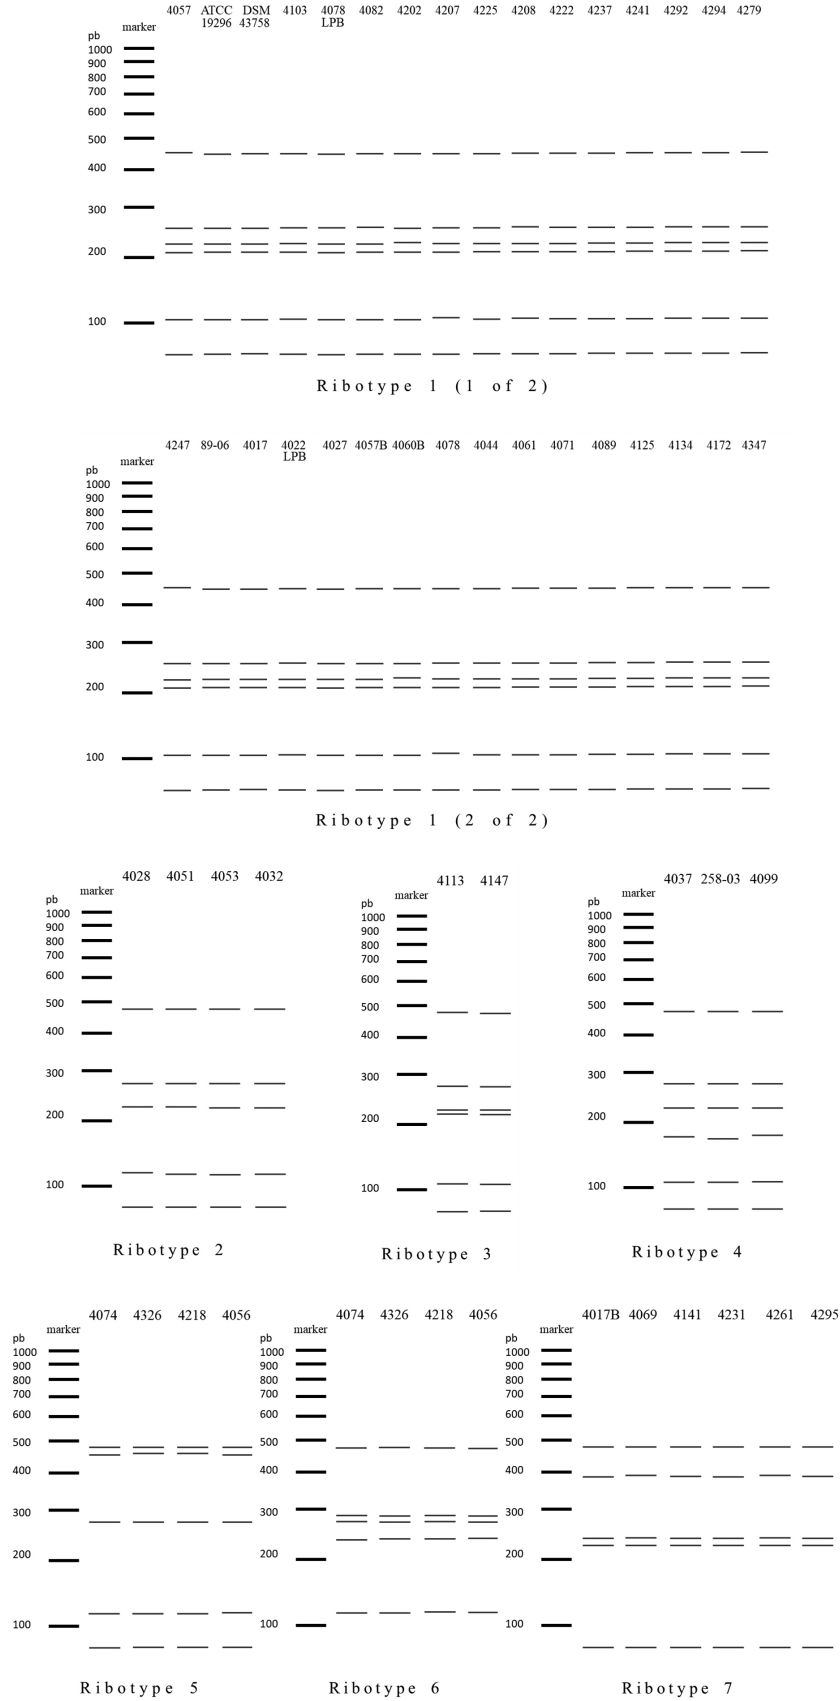 4057 ATCC DSM 4103 4078 4082 4202 4207 4225 4208 4222 4237 4241 4292 4294 4279
19296 43758 LPB
marker
pb
1000
900
800
700
600
500
400
300
200
100
Ribotype 1 (1 of 2)
4247 89-06 4017 4022 4027 4057B 4060B 4078 4044 4061 4071 4089 4125 4134 4172 4347
LPB
marker
pb
1000
900
800
700
600
500
400
300
200
100
Ribotype 1 (2 of 2)
4028 4051 4053 4032
marker
pb
1000
900
800
700
600
500
400
300
200
100
Ribotype 2
4113 4147
marker
pb
1000
900
800
700
600
500
400
300
200
100
Ribotype 3
4037 258-03 4099
marker
pb
1000
900
800
700
600
500
400
300
200
100
Ribotype 4
4074 4326 4218 4056
marker
pb
1000
900
800
700
600
500
400
300
200
100
Ribotype 5
4074 4326 4218 4056
marker
pb
1000
900
800
700
600
500
400
300
200
100
Ribotype 6
4017B 4069 4141 4231 4261 4295
marker
pb
1000
900
800
700
600
500
400
300
200
100
Ribotype 7